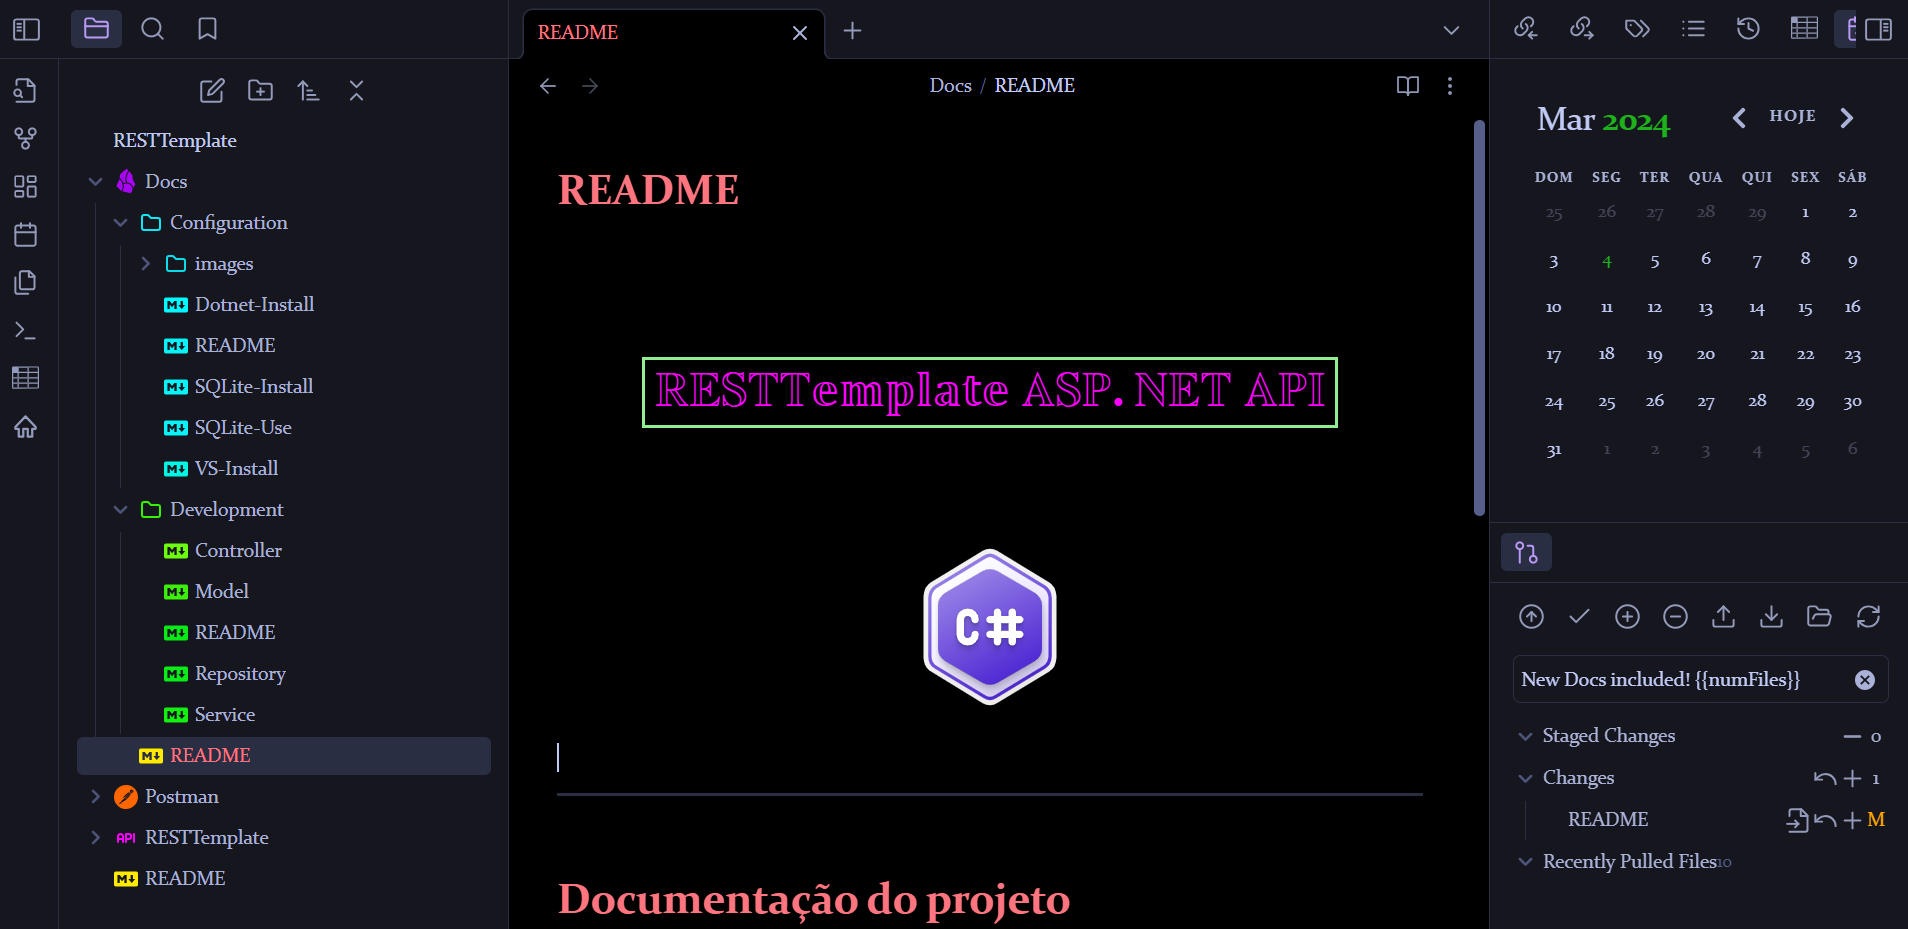 README
Docs / README
RESTTemplate
Docs
Configuration
images
Dotnet-Install
README
SQLite-Install
SQLite-Use
VS-Install
Development
Controller
Model
README
Repository
Service
README
Postman
API RESTTemplate
README
README
RESTTemplate ASP.NET API
C#
Documentação do projeto
Mar 2024
HOJE
DOM SEG TER QUA QUI SEX SÁB
25 26 27 28 29 1 2
3 4 5 6 7 8 9
10 11 12 13 14 15 16
17 18 19 20 21 22 23
24 25 26 27 28 29 30
31 1 2 3 4 5 6
New Docs included! {{numFiles}}
Staged Changes 0
Changes 1
README M
Recently Pulled Files 10